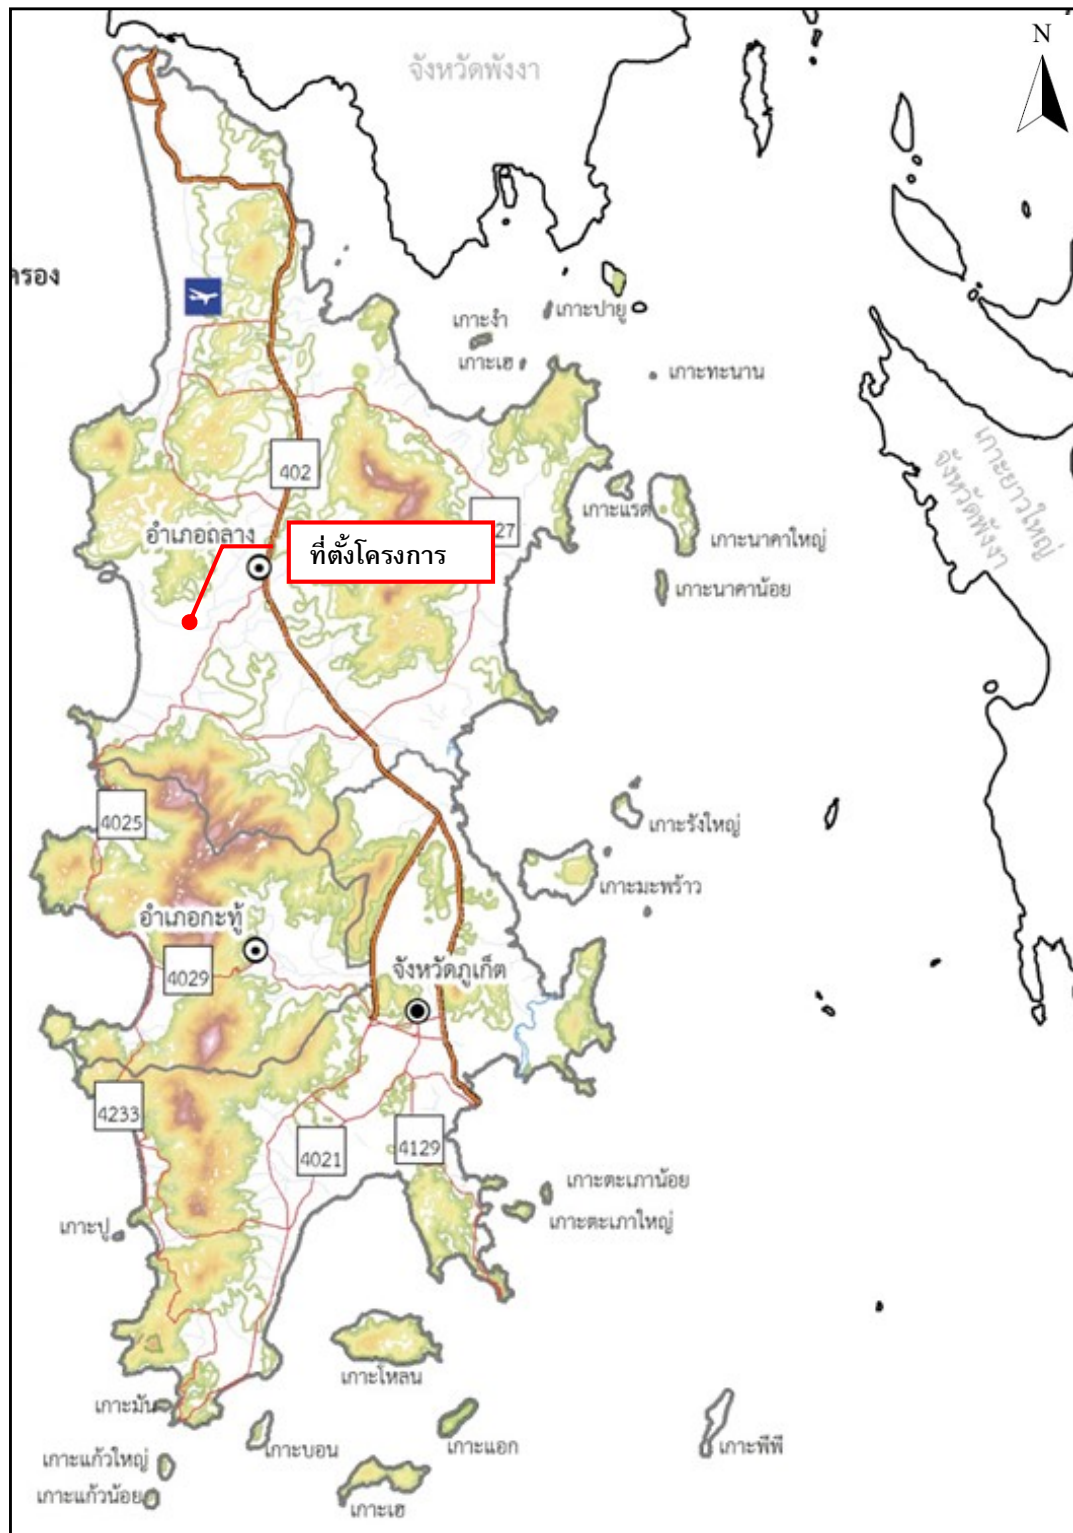 N
จังหวัดพังงา
ครอง
เกาะงำ
เกาะปายู
เกาะเฮ
เกาะทะนาน
เกาะยาวใหญ่
จังหวัดพังงา
402
เกาะแรด
อำเภอถลาง
27
ที่ตั้งโครงการ
เกาะนาคาใหญ่
เกาะนาคาน้อย
4025
เกาะรังใหญ่
เกาะมะพร้าว
อำเภอกะทู้
4029
จังหวัดภูเก็ต
4233
4021
4129
เกาะตะเภาน้อย
เกาะตะเภาใหญ่
เกาะปู
เกาะโหลน
เกาะมัน
เกาะบอน
เกาะแอก
เกาะพีพี
เกาะแก้วใหญ่
เกาะแก้วน้อย
เกาะเฮ